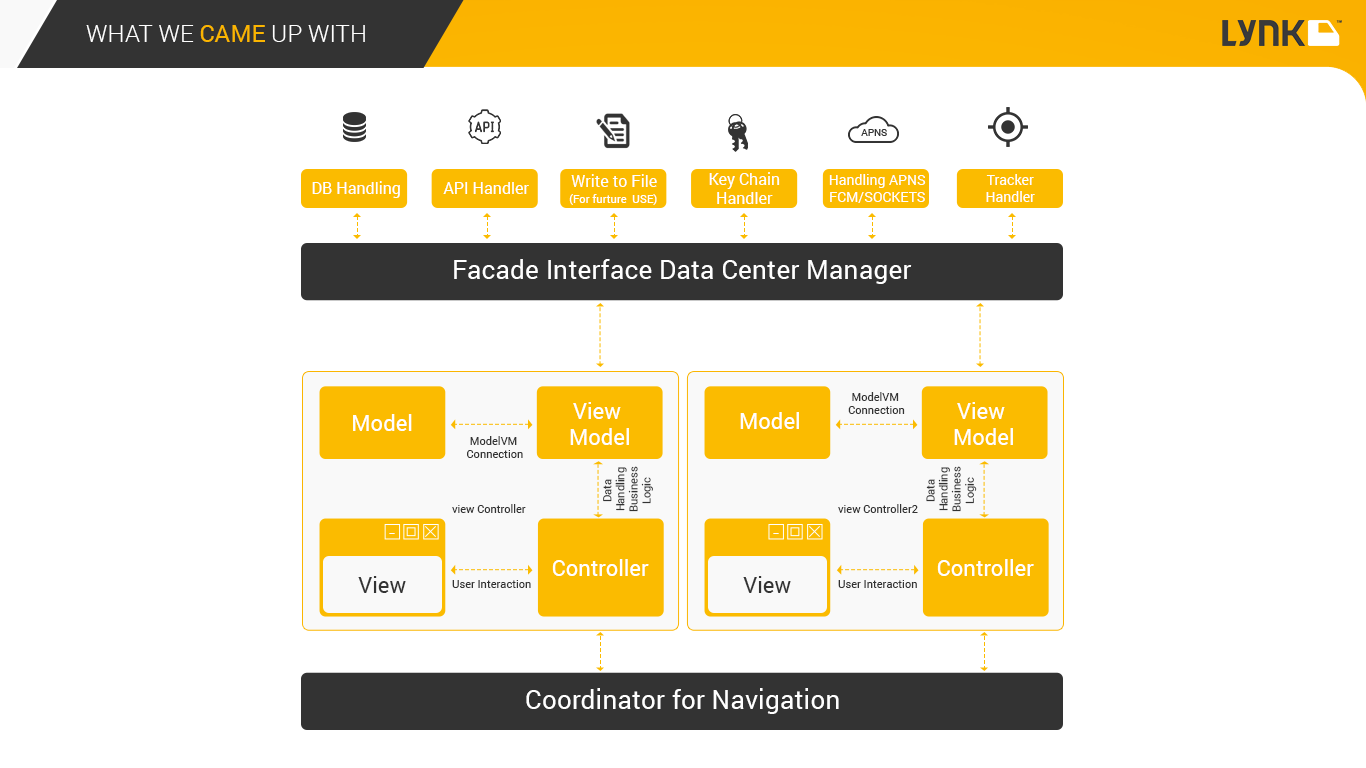 WHAT WE CAME UP WITH
LYNK
™
API
APNS
DB Handling
API Handler
Write to File
(For furture USE)
Key Chain
Handler
Handling APNS
FCM/SOCKETS
Tracker
Handler
Facade Interface Data Center Manager
Model
ModelVM
Connection
View
Model
Data
Handling
Business
Logic
view Controller
View
User Interaction
Controller
Model
ModelVM
Connection
View
Model
Data
Handling
Business
Logic
view Controller2
View
User Interaction
Controller
Coordinator for Navigation